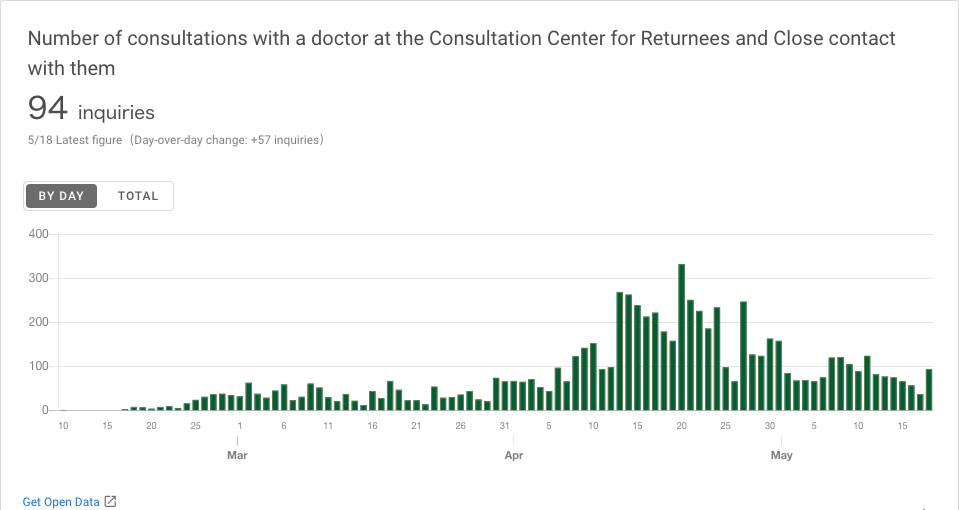 Number of consultations with a doctor at the Consultation Center for Returnees and Close contact
with them
94 inquiries
5/18 Latest figure（Day-over-day change: +57 inquiries）
BY DAY TOTAL
400
300
200
100
0
10 15 20 25 1 6 11 16 21 26 31 5 10 15 20 25 30 5 10 15
Mar Apr May
Get Open Data